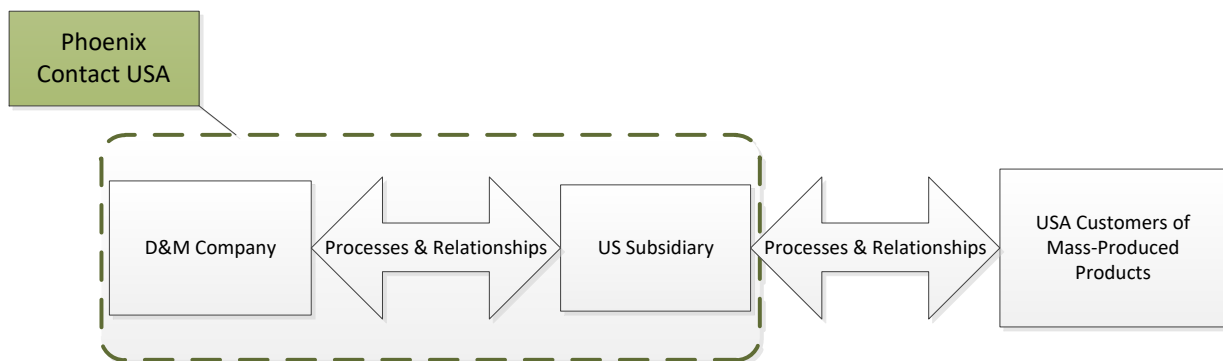 Phoenix
Contact USA
D&M Company
Processes & Relationships
US Subsidiary
Processes & Relationships
USA Customers of
Mass-Produced
Products